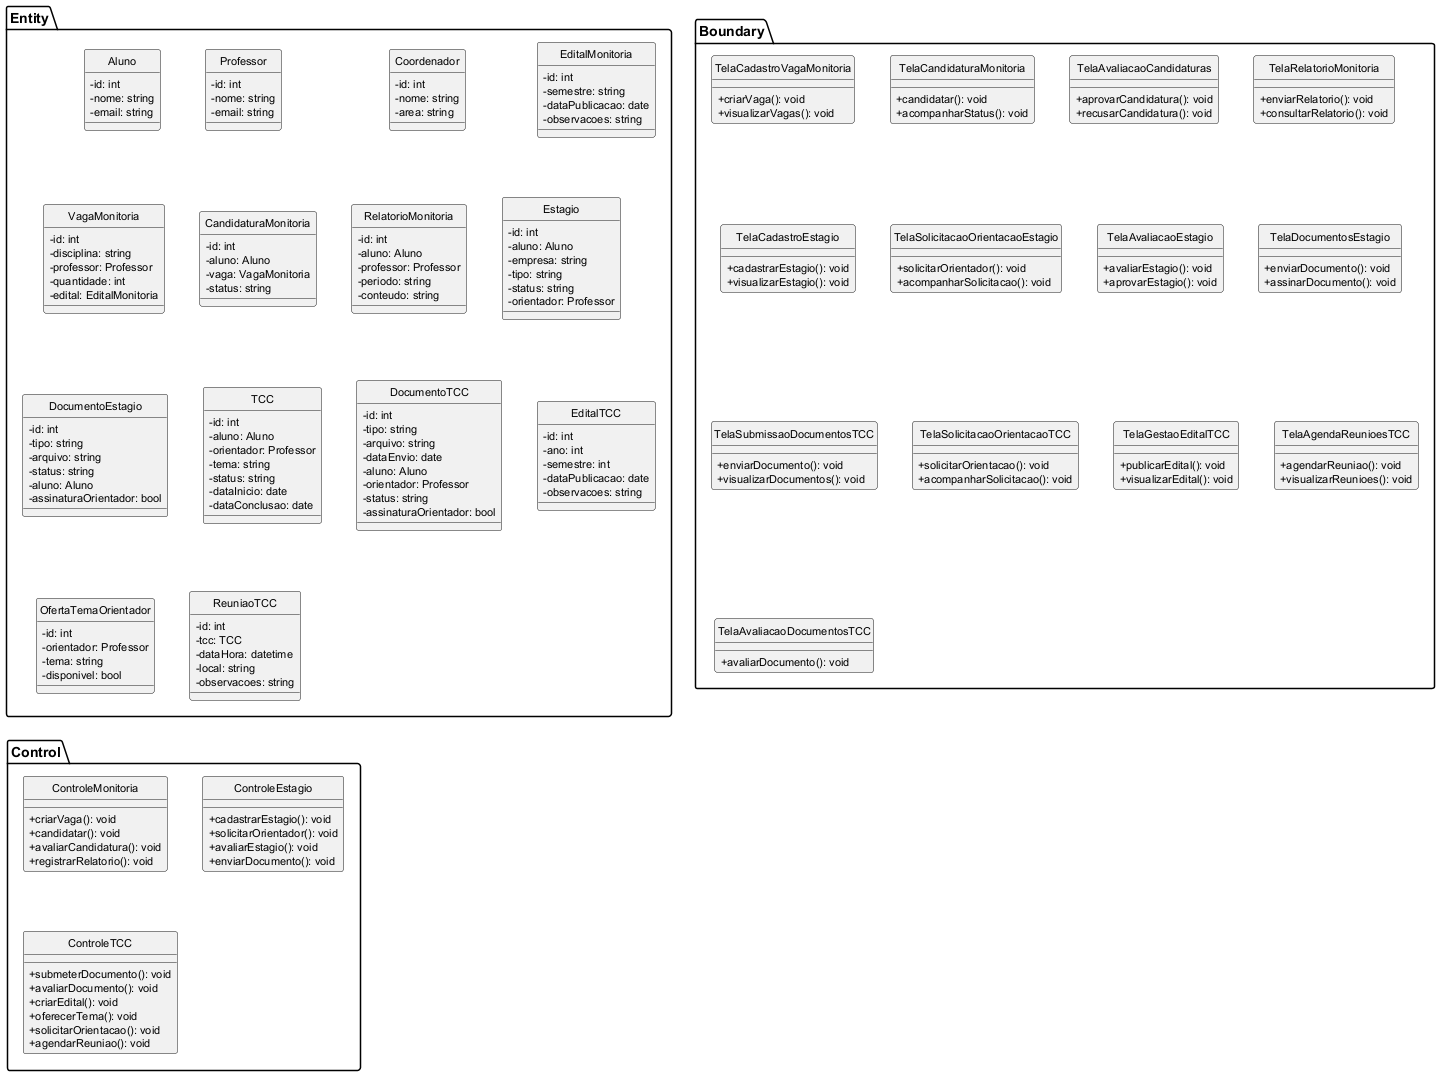 Entity
Aluno
-id: int
-nome: string
-email: string
Professor
-id: int
-nome: string
-email: string
Coordenador
-id: int
-nome: string
-area: string
EditalMonitoria
-id: int
-semestre: string
-dataPublicacao: date
-observacoes: string
VagaMonitoria
-id: int
-disciplina: string
-professor: Professor
-quantidade: int
-edital: EditalMonitoria
CandidaturaMonitoria
-id: int
-aluno: Aluno
-vaga: VagaMonitoria
-status: string
RelatorioMonitoria
-id: int
-aluno: Aluno
-professor: Professor
-periodo: string
-conteudo: string
Estagio
-id: int
-aluno: Aluno
-empresa: string
-tipo: string
-status: string
-orientador: Professor
DocumentoEstagio
-id: int
-tipo: string
-arquivo: string
-status: string
-aluno: Aluno
-assinaturaOrientador: bool
TCC
-id: int
-aluno: Aluno
-orientador: Professor
-tema: string
-status: string
-dataInicio: date
-dataConclusao: date
DocumentoTCC
-id: int
-tipo: string
-arquivo: string
-dataEnvio: date
-aluno: Aluno
-orientador: Professor
-status: string
-assinaturaOrientador: bool
EditalTCC
-id: int
-ano: int
-semestre: int
-dataPublicacao: date
-observacoes: string
OfertaTemaOrientador
-id: int
-orientador: Professor
-tema: string
-disponivel: bool
ReuniaoTCC
-id: int
-tcc: TCC
-dataHora: datetime
-local: string
-observacoes: string
Boundary
TelaCadastroVagaMonitoria
+criarVaga(): void
+visualizarVagas(): void
TelaCandidaturaMonitoria
+candidatar(): void
+acompanharStatus(): void
TelaAvaliacaoCandidaturas
+aprovarCandidatura(): void
+recusarCandidatura(): void
TelaRelatorioMonitoria
+enviarRelatorio(): void
+consultarRelatorio(): void
TelaCadastroEstagio
+cadastrarEstagio(): void
+visualizarEstagio(): void
TelaSolicitacaoOrientacaoEstagio
+solicitarOrientador(): void
+acompanharSolicitacao(): void
TelaAvaliacaoEstagio
+avaliarEstagio(): void
+aprovarEstagio(): void
TelaDocumentosEstagio
+enviarDocumento(): void
+assinarDocumento(): void
TelaSubmissaoDocumentosTCC
+enviarDocumento(): void
+visualizarDocumentos(): void
TelaSolicitacaoOrientacaoTCC
+solicitarOrientacao(): void
+acompanharSolicitacao(): void
TelaGestaoEditalTCC
+publicarEdital(): void
+visualizarEdital(): void
TelaAgendaReunioesTCC
+agendarReuniao(): void
+visualizarReunioes(): void
TelaAvaliacaoDocumentosTCC
+avaliarDocumento(): void
Control
ControleMonitoria
+criarVaga(): void
+candidatar(): void
+avaliarCandidatura(): void
+registrarRelatorio(): void
ControleEstagio
+cadastrarEstagio(): void
+solicitarOrientador(): void
+avaliarEstagio(): void
+enviarDocumento(): void
ControleTCC
+submeterDocumento(): void
+avaliarDocumento(): void
+criarEdital(): void
+oferecerTema(): void
+solicitarOrientacao(): void
+agendarReuniao(): void